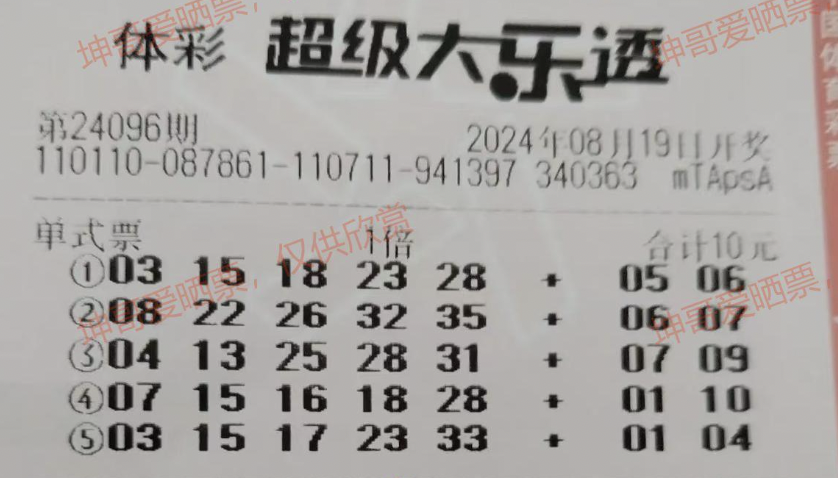 体彩 超级大乐透
第24096期 2024年08月19日开奖
110110-087861-110711-941397 340363 mTApsA
单式票 1倍 合计10元
①03 15 18 23 28 + 05 06
②08 22 26 32 35 + 06 07
③04 13 25 28 31 + 07 09
④07 15 16 18 28 + 01 10
⑤03 15 17 23 33 + 01 04
坤哥爱晒票,
坤哥爱晒票
坤哥爱晒票,仅供欣赏
坤哥爱晒票